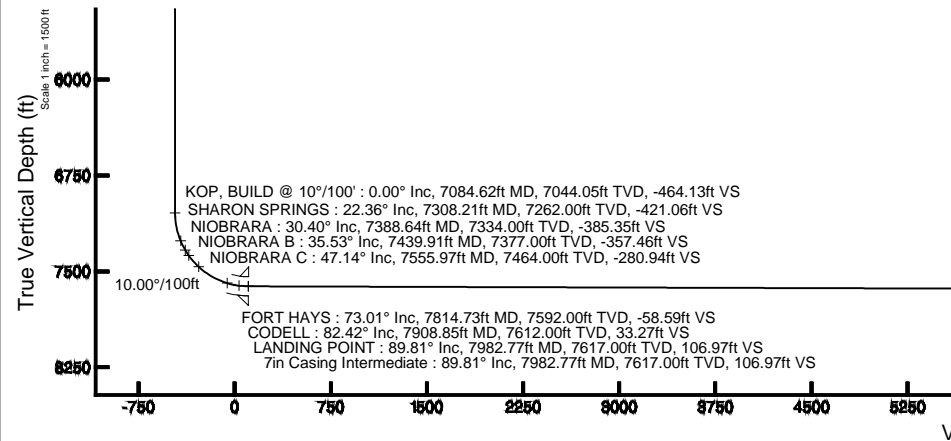 Scale 1 inch = 1500 ft
True Vertical Depth (ft)
6000
6750
KOP, BUILD @ 10°/100' : 0.00° Inc, 7084.62ft MD, 7044.05ft TVD, -464.13ft VS
SHARON SPRINGS : 22.36° Inc, 7308.21ft MD, 7262.00ft TVD, -421.06ft VS
NIOBRARA : 30.40° Inc, 7388.64ft MD, 7334.00ft TVD, -385.35ft VS
NIOBRARA B : 35.53° Inc, 7439.91ft MD, 7377.00ft TVD, -357.46ft VS
NIOBRARA C : 47.14° Inc, 7555.97ft MD, 7464.00ft TVD, -280.94ft VS
7500
10.00°/100ft
FORT HAYS : 73.01° Inc, 7814.73ft MD, 7592.00ft TVD, -58.59ft VS
CODELL : 82.42° Inc, 7908.85ft MD, 7612.00ft TVD, 33.27ft VS
LANDING POINT : 89.81° Inc, 7982.77ft MD, 7617.00ft TVD, 106.97ft VS
7in Casing Intermediate : 89.81° Inc, 7982.77ft MD, 7617.00ft TVD, 106.97ft VS
8250
-750 0 750 1500 2250 3000 3750 4500 5250
V